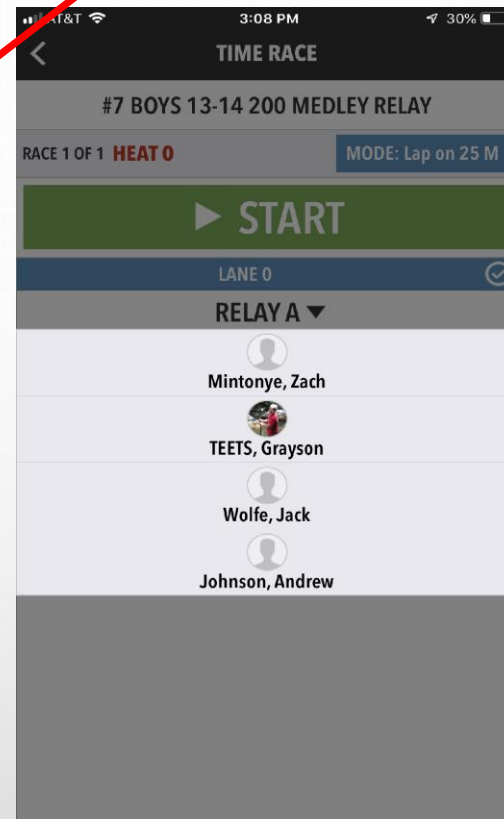 AT&T 3:08 PM 30%
TIME RACE
#7 BOYS 13-14 200 MEDLEY RELAY
RACE 1 OF 1 HEAT 0 MODE: Lap on 25 M
START
LANE 0
RELAY A
Mintonye, Zach
TEETS, Grayson
Wolfe, Jack
Johnson, Andrew